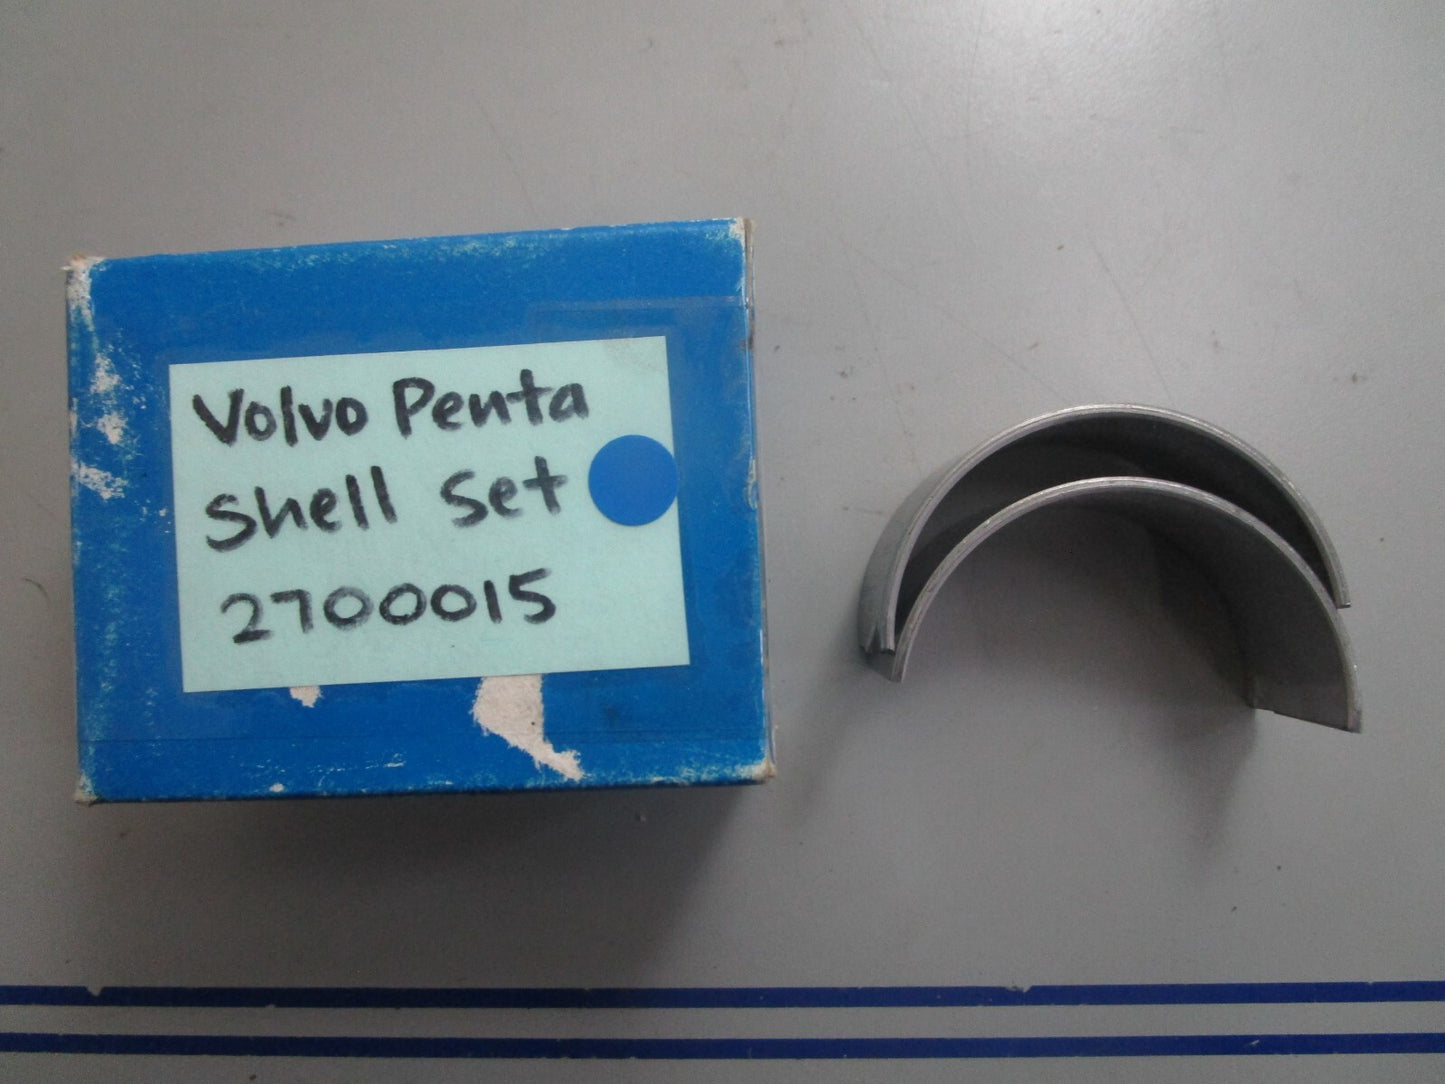 Volvo Penta
Shell Set
2700015